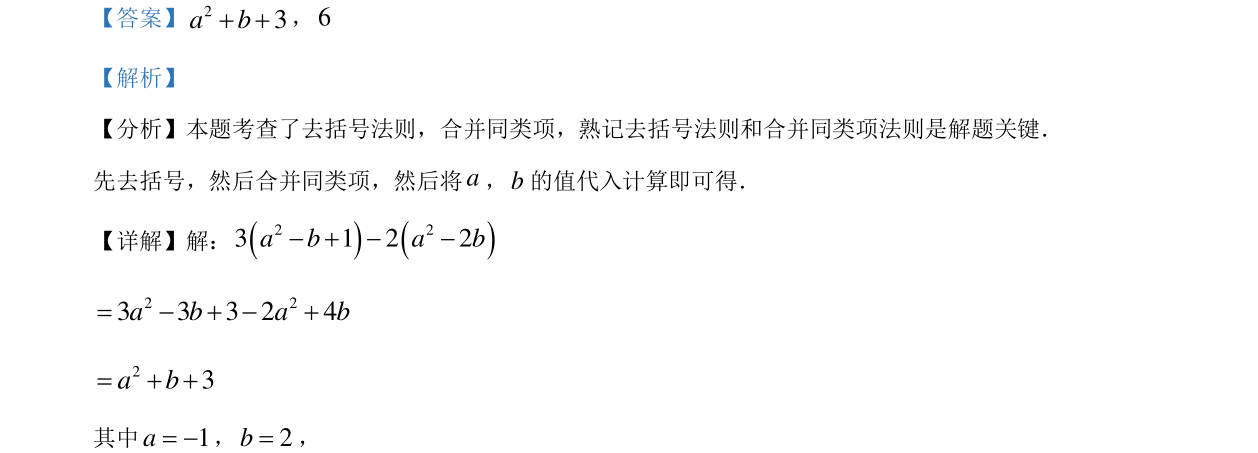 【答案】a²+b+3，6
【解析】
【分析】本题考查了去括号法则，合并同类项，熟记去括号法则和合并同类项法则是解题关键．
先去括号，然后合并同类项，然后将a，b的值代入计算即可得．
【详解】解：3(a²−b+1)−2(a²−2b)
=3a²−3b+3−2a²+4b
=a²+b+3
其中a=−1，b=2，